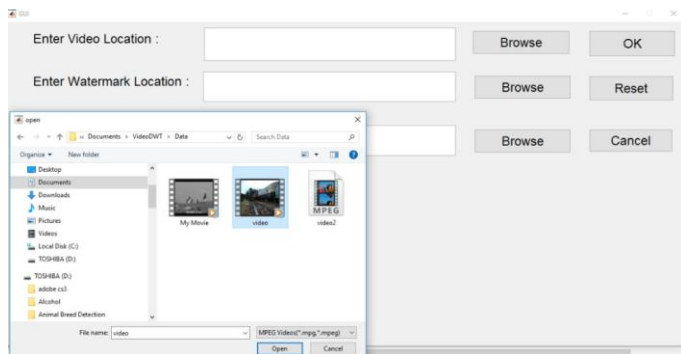 GUI
Enter Video Location :
Browse
OK
Enter Watermark Location :
Browse
Reset
Browse
Cancel
open
« Documents › VideoDWT › Data
Search Data
Organize
New folder
Desktop
Documents
Downloads
Music
Pictures
Videos
Local Disk (C:)
TOSHIBA (D:)
TOSHIBA (D:)
adobe cs3
Alcohol
Animal Breed Detection
My Movie
video
MPEG
video2
File name: video
MPEG Videos(*.mpg,*.mpeg)
Open
Cancel